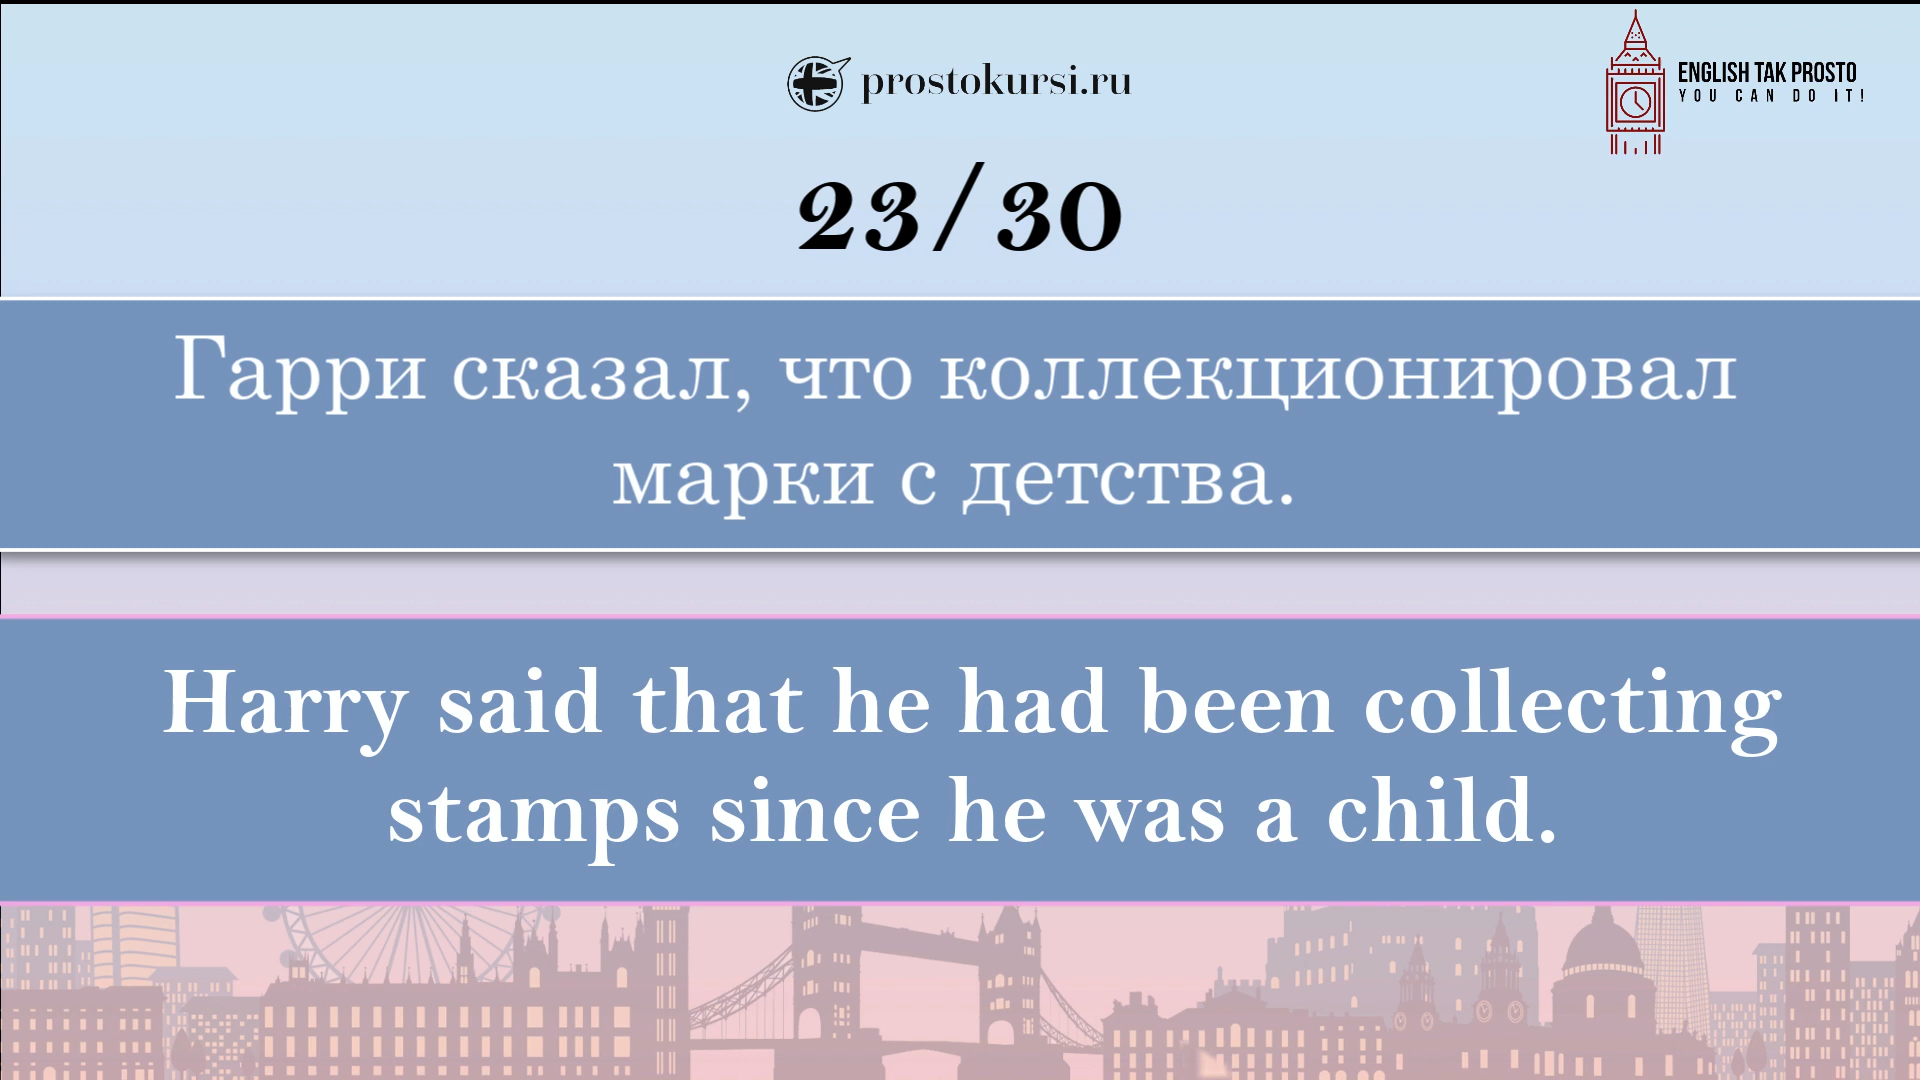 prostokursi.ru
ENGLISH TAK PROSTO
YOU CAN DO IT!
23/30
Гарри сказал, что коллекционировал
марки с детства.
Harry said that he had been collecting
stamps since he was a child.